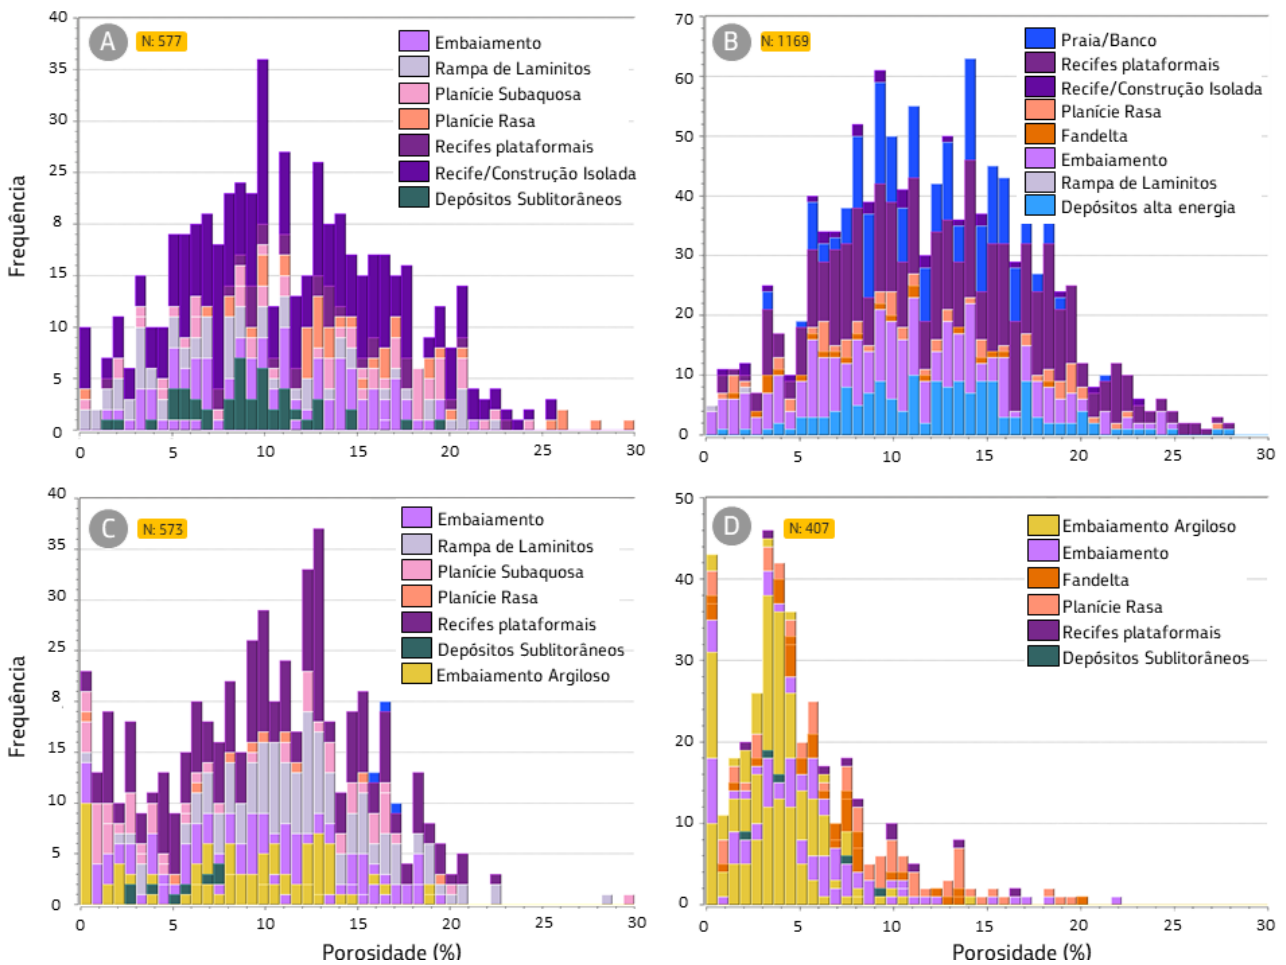 A
N: 577
40
35
30
25
8
15
10
5
0
Frequência
0 5 10 15 20 25 30
Embaiamento
Rampa de Laminitos
Planície Subaquosa
Planície Rasa
Recifes plataformais
Recife/Construção Isolada
Depósitos Sublitorâneos
B
N: 1169
70
60
50
40
30
20
10
0
0 5 10 15 20 25 30
Praia/Banco
Recifes plataformais
Recife/Construção Isolada
Planície Rasa
Fandelta
Embaiamento
Rampa de Laminitos
Depósitos alta energia
C
N: 573
40
35
30
25
8
15
10
5
0
Frequência
0 5 10 15 20 25 30
Porosidade (%)
Embaiamento
Rampa de Laminitos
Planície Subaquosa
Planície Rasa
Recifes plataformais
Depósitos Sublitorâneos
Embaiamento Argiloso
D
N: 407
50
40
30
20
10
0
0 5 10 15 20 25 30
Porosidade (%)
Embaiamento Argiloso
Embaiamento
Fandelta
Planície Rasa
Recifes plataformais
Depósitos Sublitorâneos